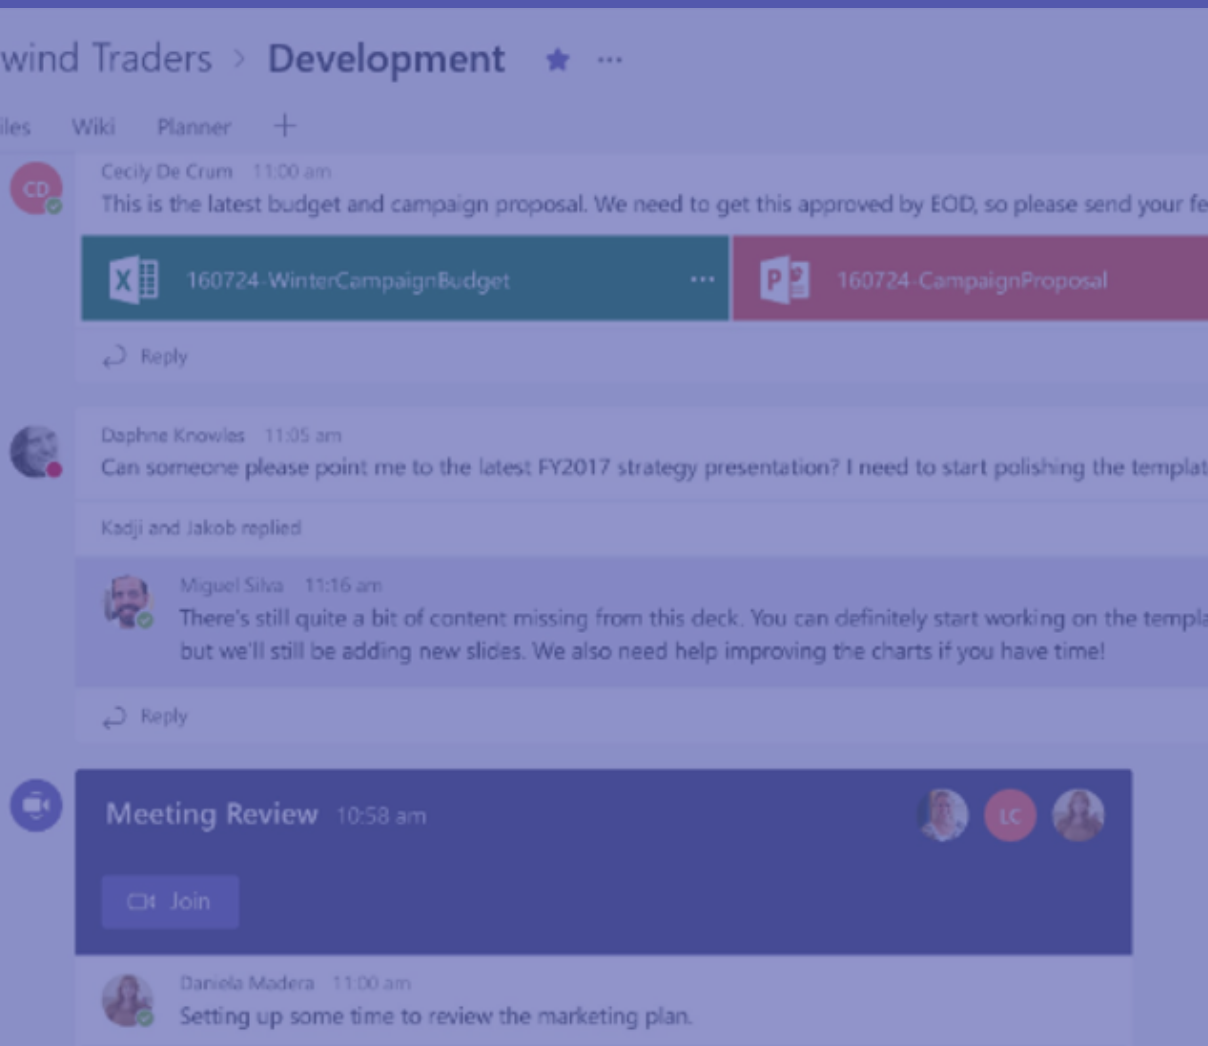 wind Traders > Development ...
iles Wiki Planner +
CD Cecily De Crum 11:00 am
This is the latest budget and campaign proposal. We need to get this approved by EOD, so please send your fe
X 160724-WinterCampaignBudget ... P 160724-CampaignProposal
Reply
Daphne Knowles 11:05 am
Can someone please point me to the latest FY2017 strategy presentation? I need to start polishing the templat
Kadji and Jakob replied
Miguel Silva 11:16 am
There's still quite a bit of content missing from this deck. You can definitely start working on the templa
but we'll still be adding new slides. We also need help improving the charts if you have time!
Reply
Meeting Review 10:58 am LC
Join
Daniela Madera 11:00 am
Setting up some time to review the marketing plan.